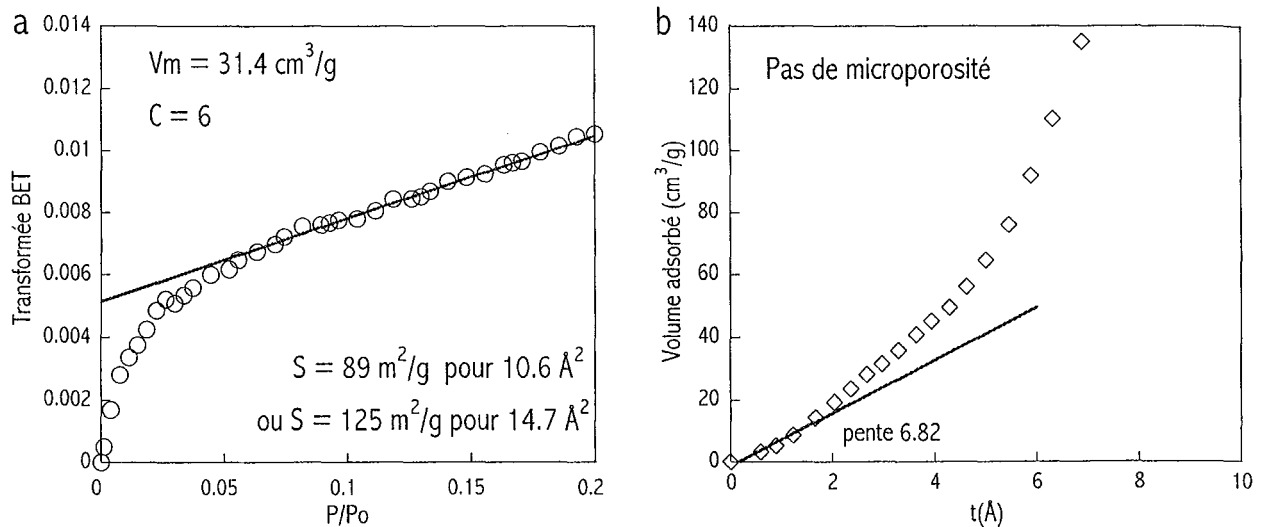 a
0.014
0.012
0.01
0.008
0.006
0.004
0.002
0
Transformée BET
Vm = 31.4 cm³/g
C = 6
S = 89 m²/g pour 10.6 Å²
ou S = 125 m²/g pour 14.7 Å²
0 0.05 0.1 0.15 0.2
P/Po
b
140
120
100
80
60
40
20
0
Volume adsorbé (cm³/g)
Pas de microporosité
pente 6.82
0 2 4 6 8 10
t(Å)